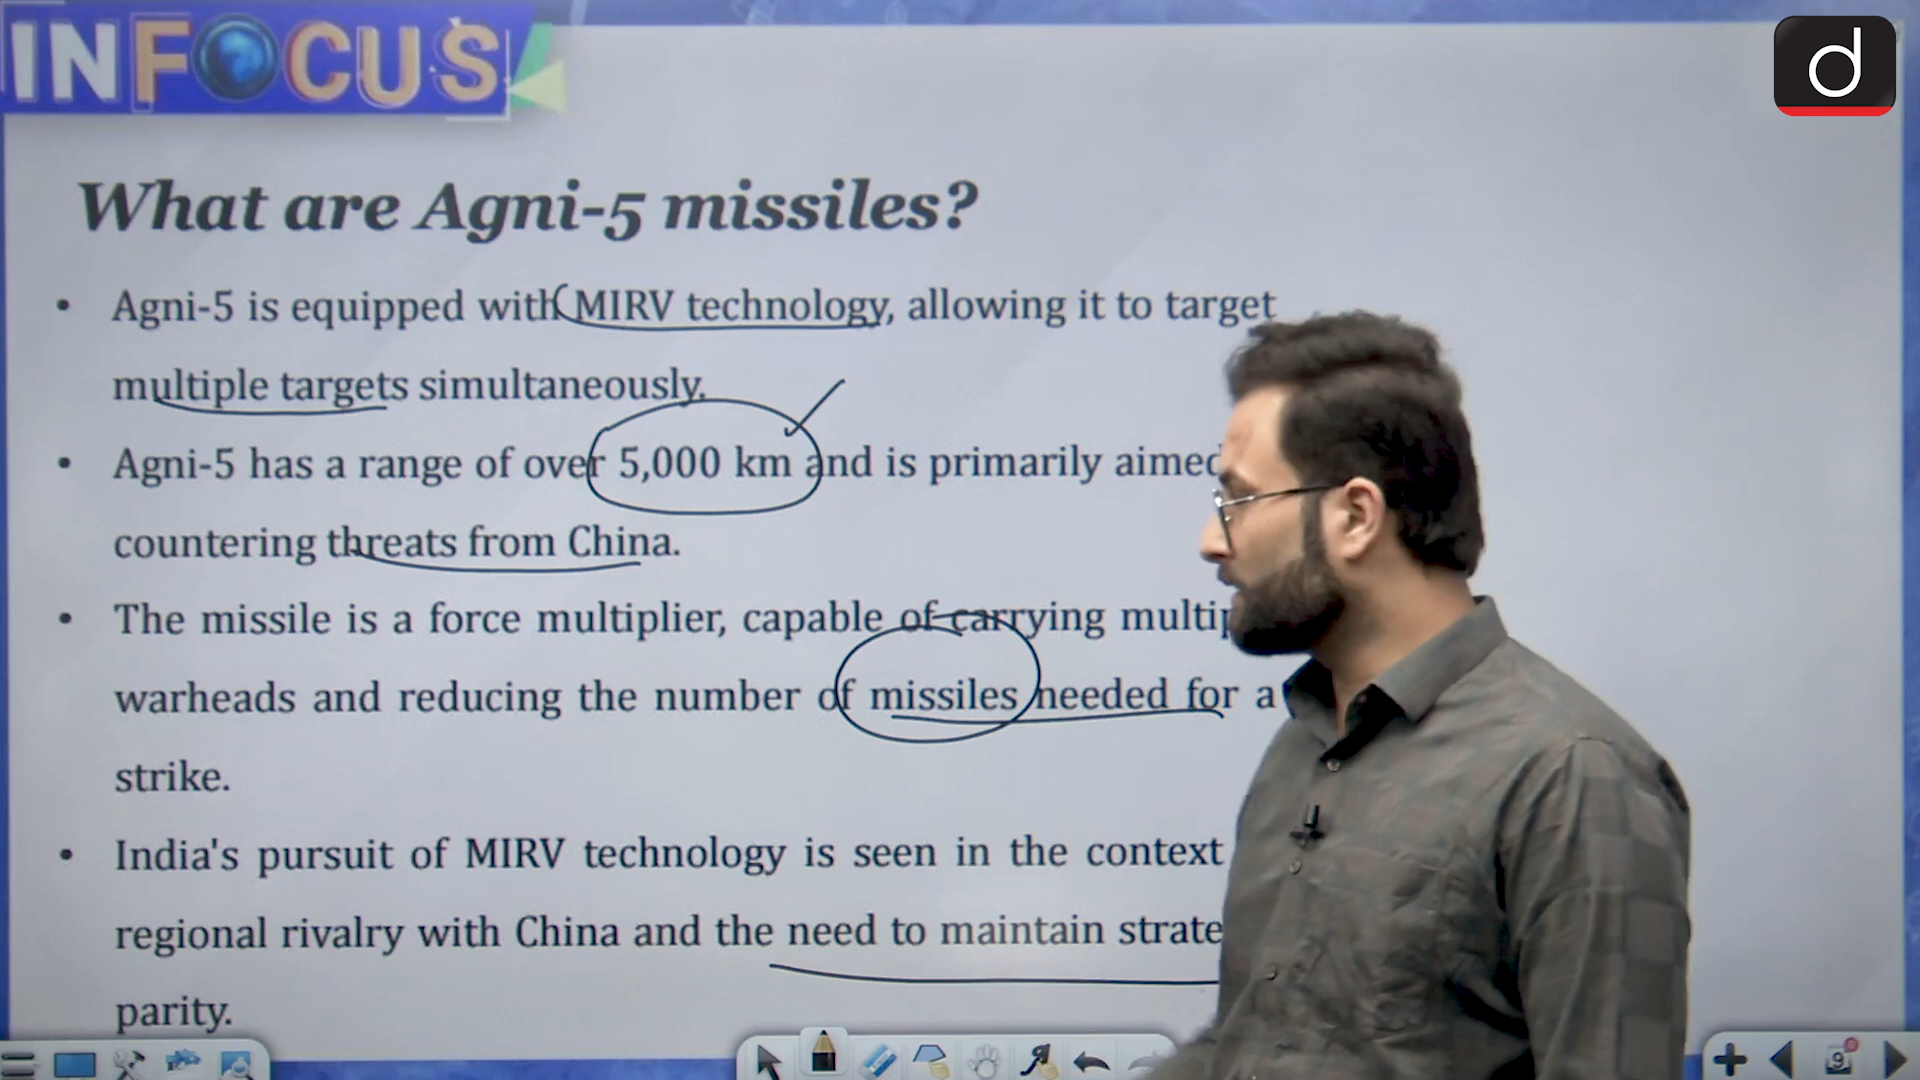 INFOCUS
d
What are Agni-5 missiles?
• Agni-5 is equipped with MIRV technology, allowing it to target
multiple targets simultaneously.
• Agni-5 has a range of over 5,000 km and is primarily aimed
countering threats from China.
• The missile is a force multiplier, capable of carrying multip
warheads and reducing the number of missiles needed for a
strike.
• India's pursuit of MIRV technology is seen in the context
regional rivalry with China and the need to maintain strate
parity.
9